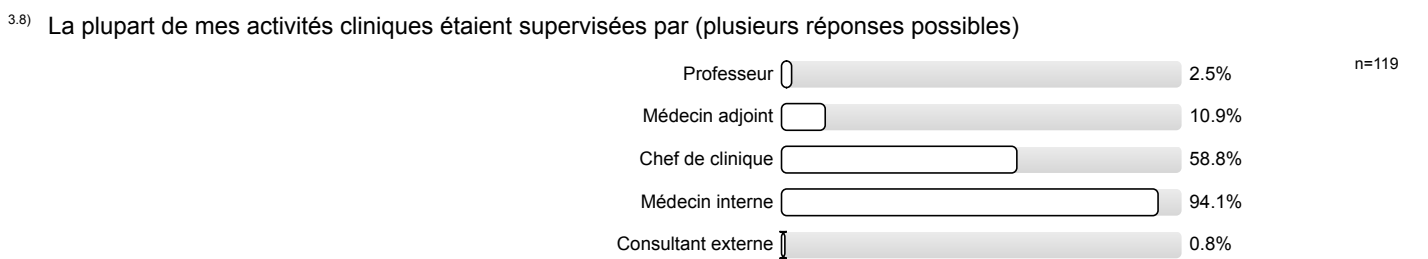 3.8) La plupart de mes activités cliniques étaient supervisées par (plusieurs réponses possibles)
n=119
Professeur 2.5%
Médecin adjoint 10.9%
Chef de clinique 58.8%
Médecin interne 94.1%
Consultant externe 0.8%